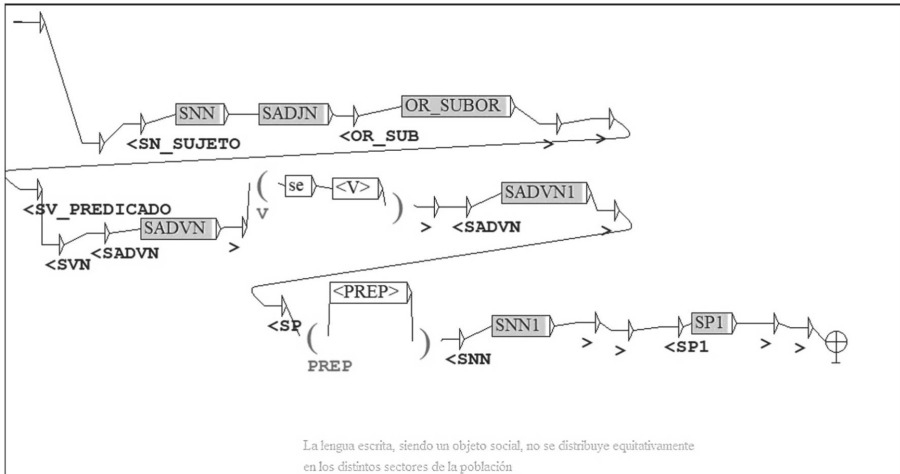 SNN SADJN OR_SUBOR
<SN_SUJETO <OR_SUB > >
( se <V> ) SADVN1
<SV_PREDICADO V
SADVN > <SADVN >
<SVN <SADVN >
<PREP>
<SP ( ) SNN1 > > SP1 > >
PREP <SNN <SP1
La lengua escrita, siendo un objeto social, no se distribuye equitativamente
en los distintos sectores de la población